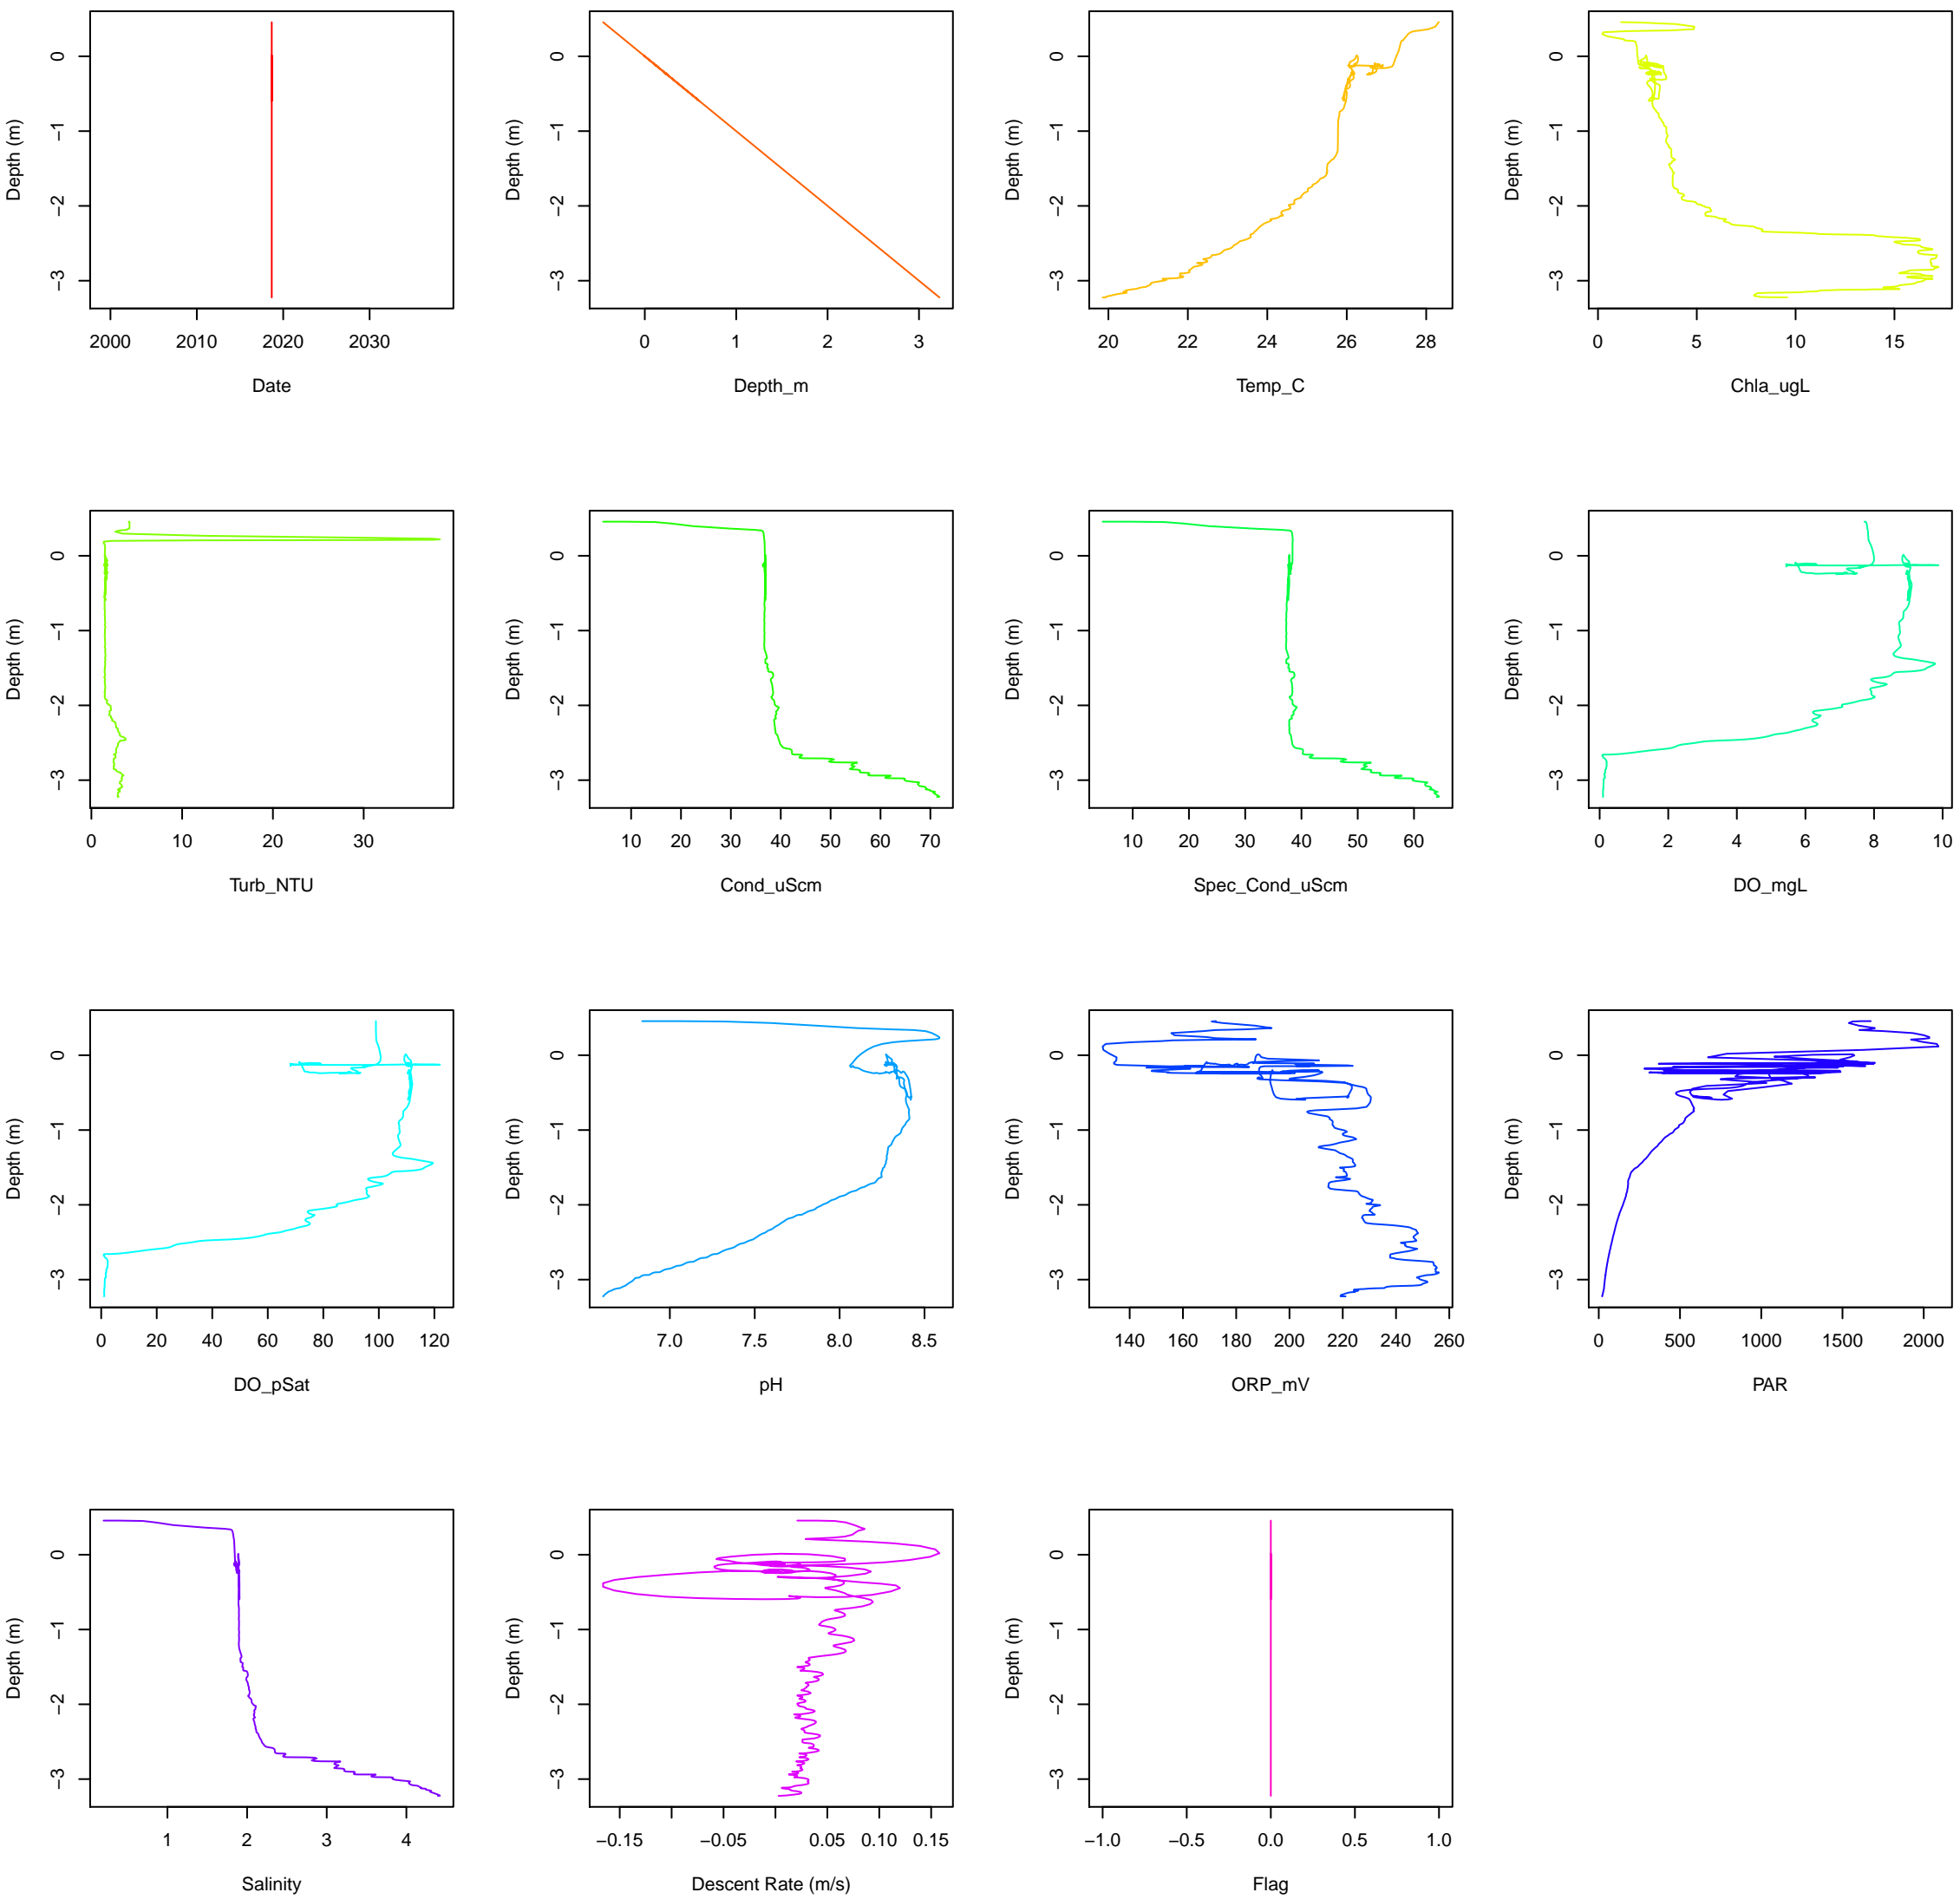 Depth (m)
0
−1
−2
−3
2000 2010 2020 2030
Date
Depth (m)
0
−1
−2
−3
0 1 2 3
Depth_m
Depth (m)
0
−1
−2
−3
20 22 24 26 28
Temp_C
Depth (m)
0
−1
−2
−3
0 5 10 15
Chla_ugL
Depth (m)
0
−1
−2
−3
0 10 20 30
Turb_NTU
Depth (m)
0
−1
−2
−3
10 20 30 40 50 60 70
Cond_uScm
Depth (m)
0
−1
−2
−3
10 20 30 40 50 60
Spec_Cond_uScm
Depth (m)
0
−1
−2
−3
0 2 4 6 8 10
DO_mgL
Depth (m)
0
−1
−2
−3
0 20 40 60 80 100 120
DO_pSat
Depth (m)
0
−1
−2
−3
7.0 7.5 8.0 8.5
pH
Depth (m)
0
−1
−2
−3
140 160 180 200 220 240 260
ORP_mV
Depth (m)
0
−1
−2
−3
0 500 1000 1500 2000
PAR
Depth (m)
0
−1
−2
−3
1 2 3 4
Salinity
Depth (m)
0
−1
−2
−3
−0.15 −0.05 0.05 0.10 0.15
Descent Rate (m/s)
Depth (m)
0
−1
−2
−3
−1.0 −0.5 0.0 0.5 1.0
Flag